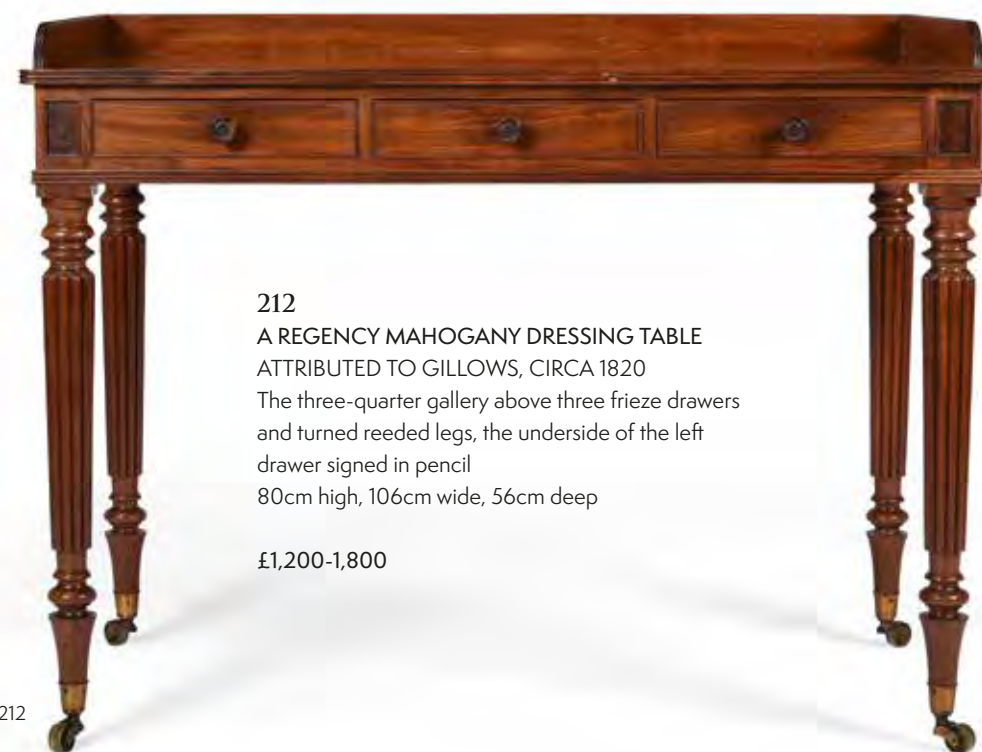 212
A REGENCY MAHOGANY DRESSING TABLE
ATTRIBUTED TO GILLOWS, CIRCA 1820
The three-quarter gallery above three frieze drawers
and turned reeded legs, the underside of the left
drawer signed in pencil
80cm high, 106cm wide, 56cm deep
£1,200-1,800
212